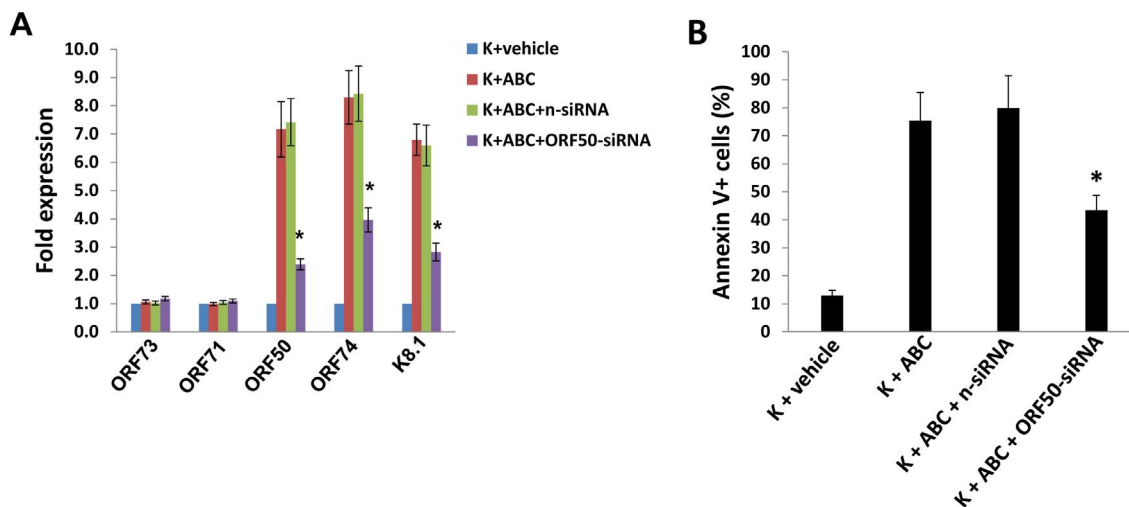 A
Fold expression
10.0
9.0
8.0
7.0
6.0
5.0
4.0
3.0
2.0
1.0
0.0
*
*
*
ORF73
ORF71
ORF50
ORF74
K8.1
K+vehicle
K+ABC
K+ABC+n-siRNA
K+ABC+ORF50-siRNA
B
Annexin V+ cells (%)
100
90
80
70
60
50
40
30
20
10
0
*
K + vehicle
K + ABC
K + ABC + n-siRNA
K + ABC + ORF50-siRNA